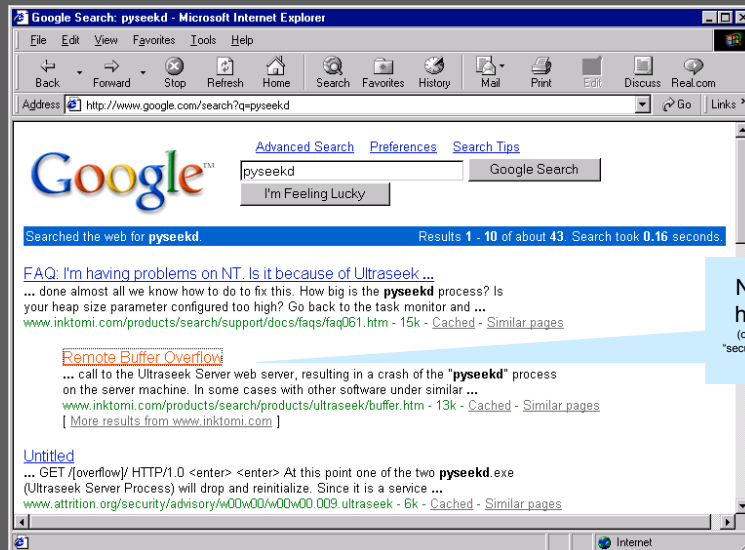 Google Search: pyseekd - Microsoft Internet Explorer
File Edit View Favorites Tools Help
Back Forward Stop Refresh Home Search Favorites History Mail Print Edit Discuss Real.com
Address http://www.google.com/search?q=pyseekd Go Links
Google™
Advanced Search Preferences Search Tips
pyseekd Google Search
I'm Feeling Lucky
Searched the web for pyseekd. Results 1 - 10 of about 43. Search took 0.16 seconds.
FAQ: I'm having problems on NT. Is it because of Ultraseek ...
... done almost all we know how to do to fix this. How big is the pyseekd process? Is
your heap size parameter configured too high? Go back to the task monitor and ...
www.inktomi.com/products/search/support/docs/faqs/faq061.htm - 15k - Cached - Similar pages
Remote Buffer Overflow
... call to the Ultraseek Server web server, resulting in a crash of the "pyseekd" process
on the server machine. In some cases with other software under similar ...
www.inktomi.com/products/search/products/ultraseek/buffer.htm - 13k - Cached - Similar pages
[ More results from www.inktomi.com ]
Untitled
... GET /[overflow]/ HTTP/1.0 <enter> <enter> At this point one of the two pyseekd.exe
(Ultraseek Server Process) will drop and reinitialize. Since it is a service ...
www.attrition.org/security/advisory/w00w00/w00w00.009.ultraseek - 6k - Cached - Similar pages
Internet